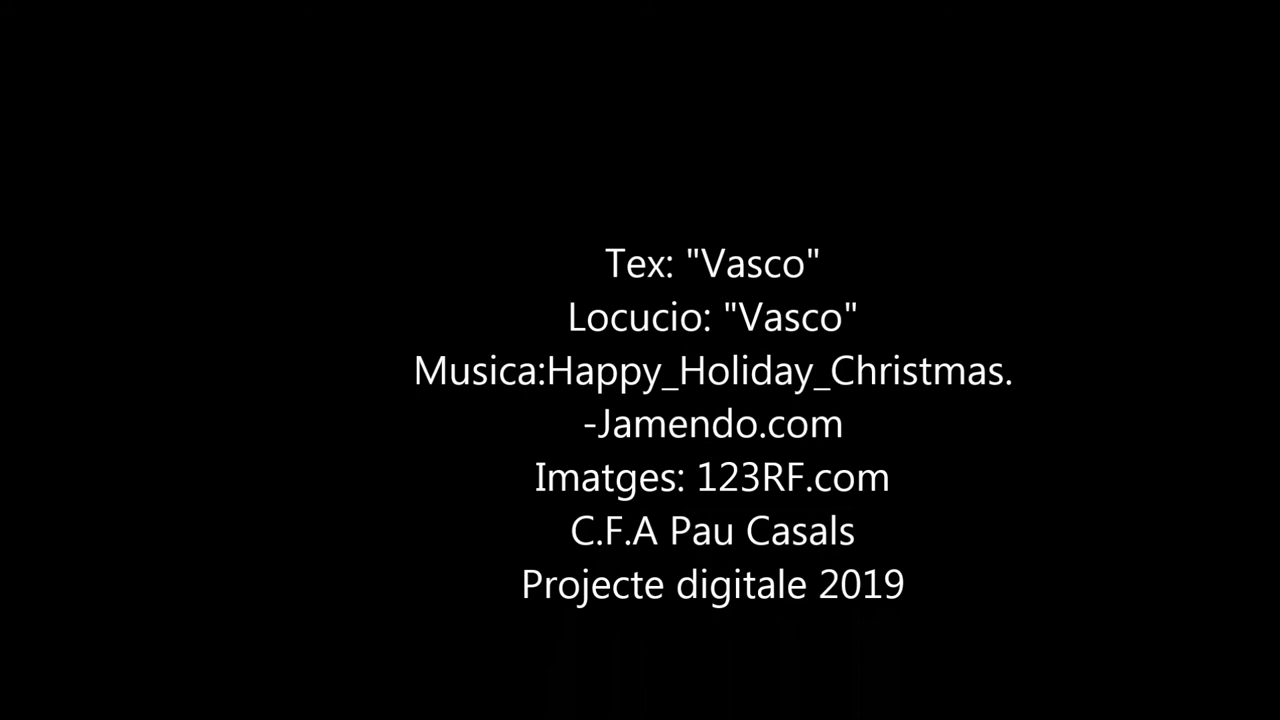 Tex: "Vasco"
Locucio: "Vasco"
Musica:Happy_Holiday_Christmas.
-Jamendo.com
Imatges: 123RF.com
C.F.A Pau Casals
Projecte digitale 2019